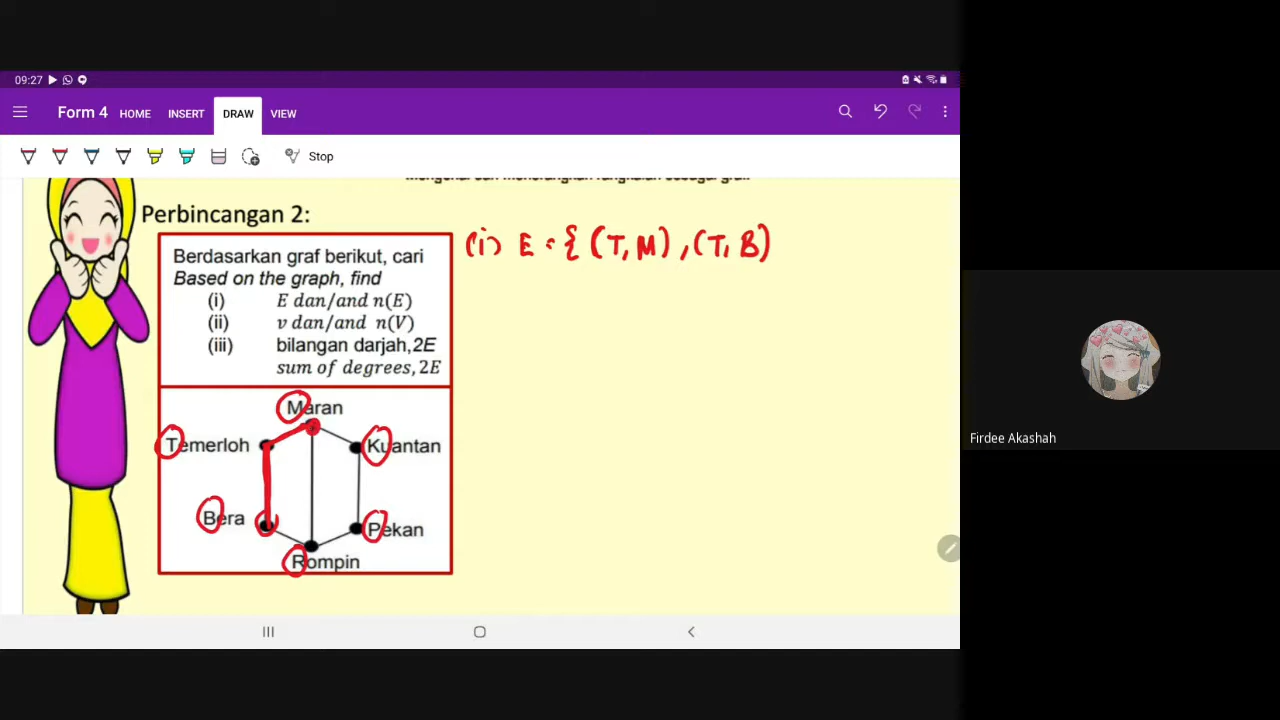 09:27
Form 4 HOME INSERT DRAW VIEW
Stop
Perbincangan 2:
Berdasarkan graf berikut, cari
Based on the graph, find
(i) E dan/and n(E)
(ii) v dan/and n(V)
(iii) bilangan darjah,2E
sum of degrees, 2E
(i) E = { (T, M) , (T, B)
Maran
Temerloh
Kuantan
Bera
Pekan
Rompin
Firdee Akashah